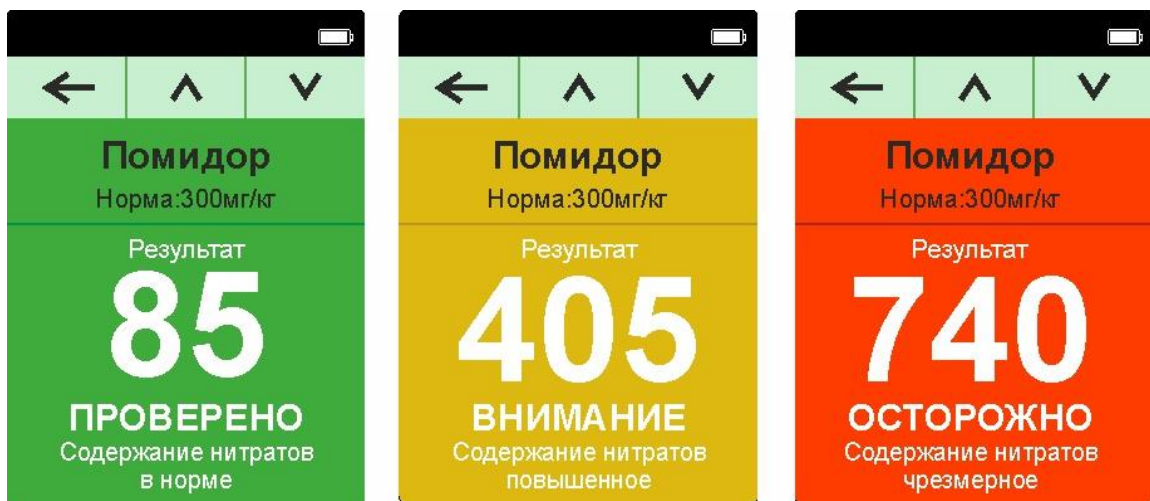 Помидор
Норма:300мг/кг
Результат
85
ПРОВЕРЕНО
Содержание нитратов
в норме
Помидор
Норма:300мг/кг
Результат
405
ВНИМАНИЕ
Содержание нитратов
повышенное
Помидор
Норма:300мг/кг
Результат
740
ОСТОРОЖНО
Содержание нитратов
чрезмерное